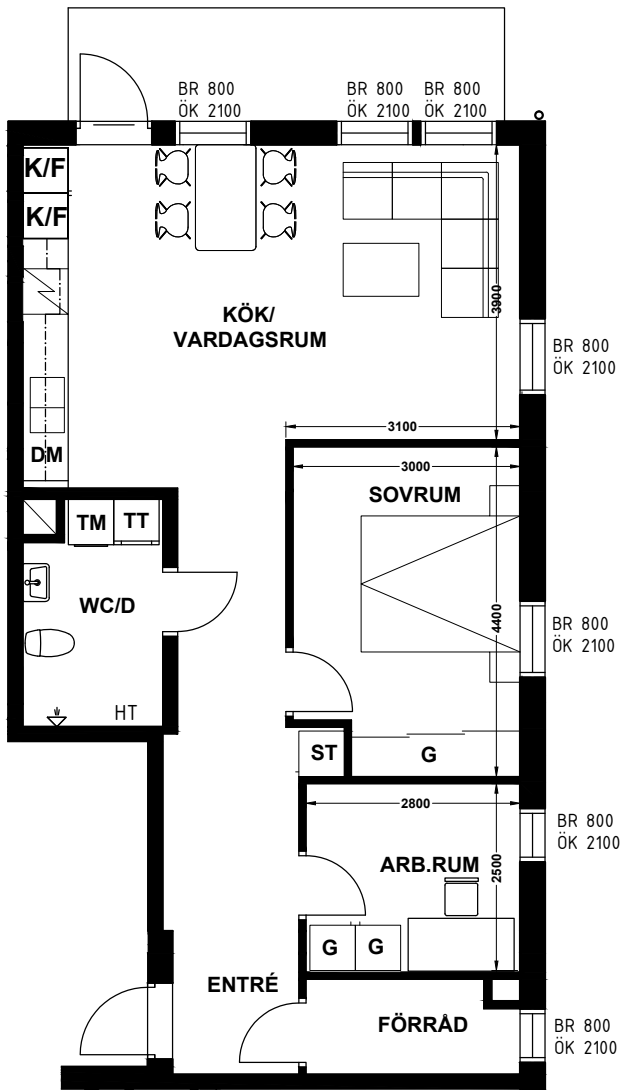 BR 800
ÖK 2100
BR 800
ÖK 2100
BR 800
ÖK 2100
K/F
K/F
3900
KÖK/
VARDAGSRUM
BR 800
ÖK 2100
3100
DM
3000
SOVRUM
TM
TT
WC/D
4400
BR 800
ÖK 2100
HT
ST
G
2800
BR 800
ÖK 2100
ARB.RUM
2500
G
G
ENTRÉ
FÖRRÅD
BR 800
ÖK 2100